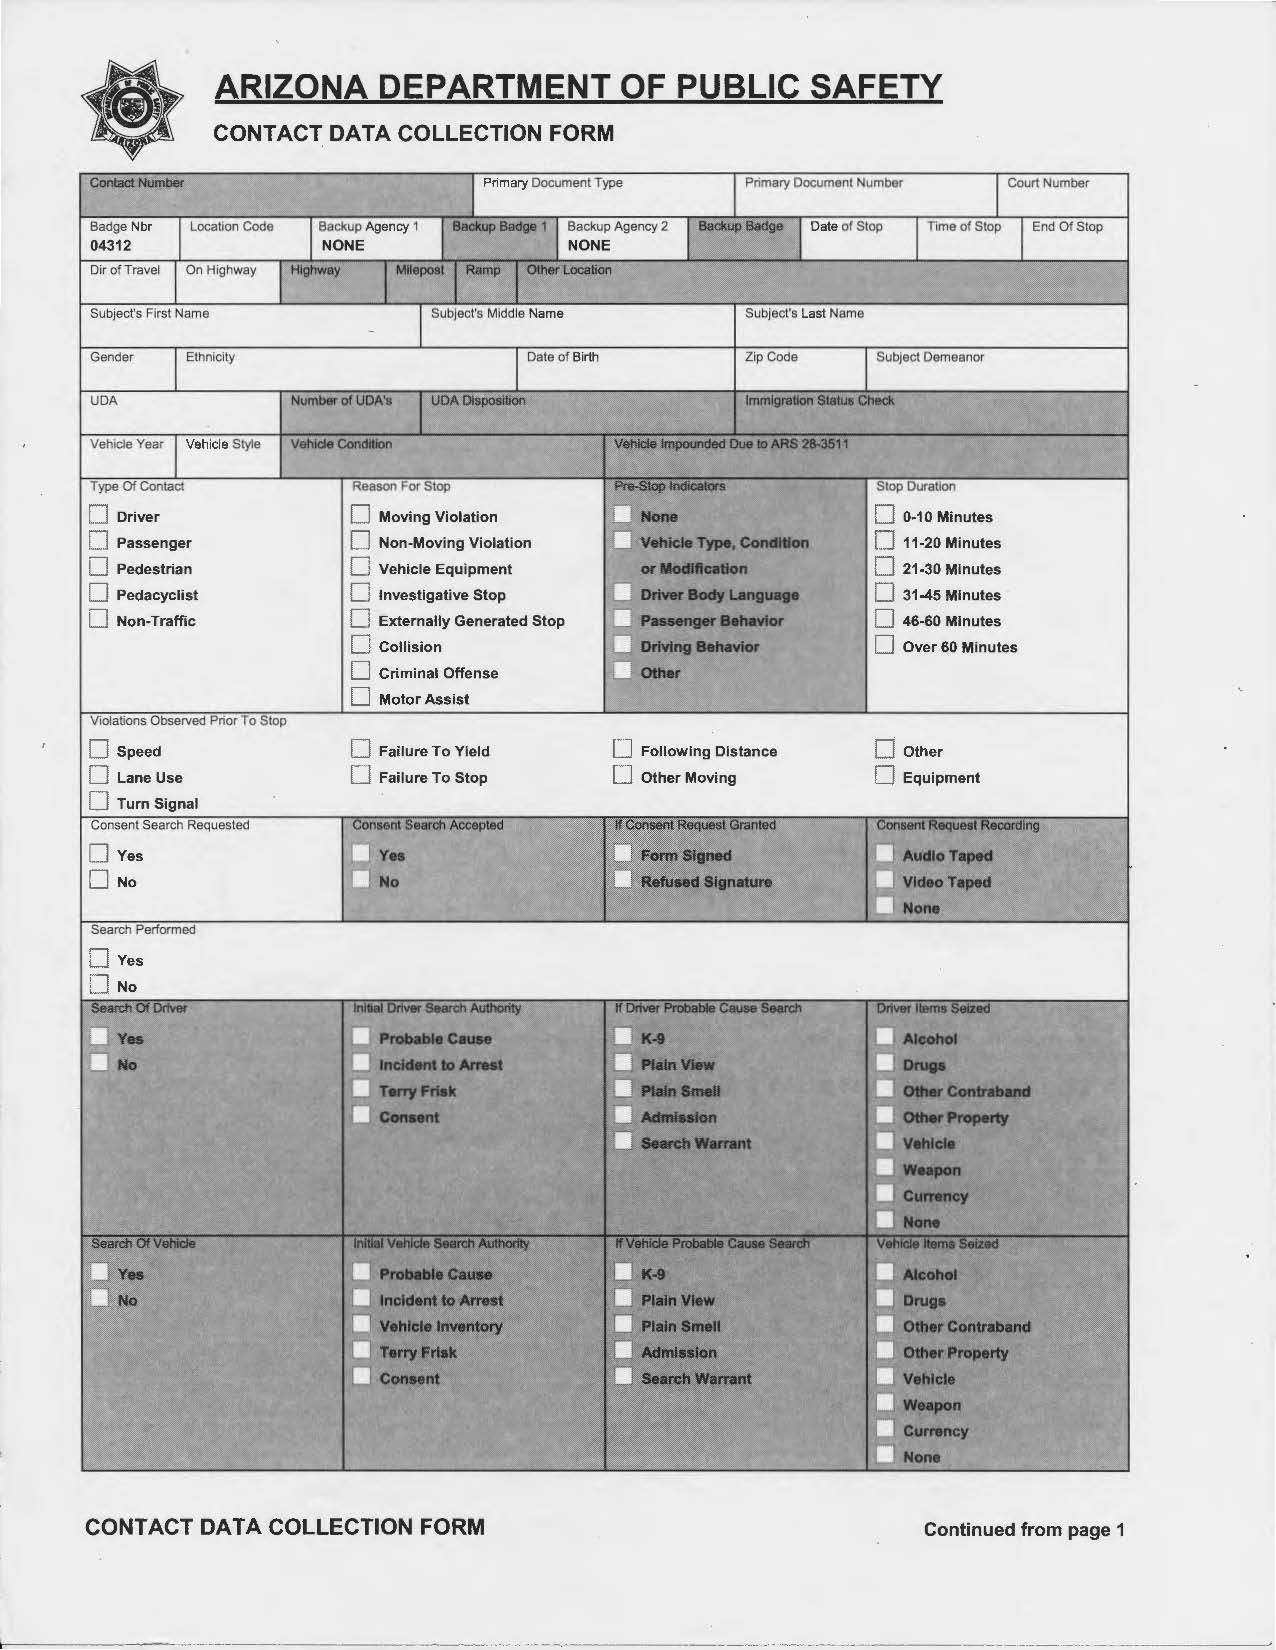 ARIZONA DEPARTMENT OF PUBLIC SAFETY
CONTACT DATA COLLECTION FORM
ARIZONA
Contact Number Primary Document Type Primary Document Number Court Number
Badge Nbr Location Code Backup Agency 1 Backup Badge 1 Backup Agency 2 Backup Badge Date of Stop Time of Stop End Of Stop
04312 NONE NONE
Dir of Travel On Highway Highway Milepost Ramp Other Location
Subject's First Name Subject's Middle Name Subject's Last Name
Gender Ethnicity Date of Birth Zip Code Subject Demeanor
UDA Number of UDA's UDA Disposition Immigration Status Check
Vehicle Year Vehicle Style Vehicle Condition Vehicle Impounded Due to ARS 28-3511
Type Of Contact Reason For Stop Pre-Stop Indicators Stop Duration
Driver Moving Violation None 0-10 Minutes
Passenger Non-Moving Violation Vehicle Type, Condition 11-20 Minutes
Pedestrian Vehicle Equipment or Modification 21-30 Minutes
Pedacyclist Investigative Stop Driver Body Language 31-45 Minutes
Non-Traffic Externally Generated Stop Passenger Behavior 46-60 Minutes
Collision Driving Behavior Over 60 Minutes
Criminal Offense Other
Motor Assist
Violations Observed Prior To Stop
Speed Failure To Yield Following Distance Other
Lane Use Failure To Stop Other Moving Equipment
Turn Signal
Consent Search Requested Consent Search Accepted If Consent Request Granted Consent Request Recording
Yes Yes Form Signed Audio Taped
No No Refused Signature Video Taped
None
Search Performed
Yes
No
Search Of Driver Initial Driver Search Authority If Driver Probable Cause Search Driver Items Seized
Yes Probable Cause K-9 Alcohol
No Incident to Arrest Plain View Drugs
Terry Frisk Plain Smell Other Contraband
Consent Admission Other Property
Search Warrant Vehicle
Weapon
Currency
None
Search Of Vehicle Initial Vehicle Search Authority If Vehicle Probable Cause Search Vehicle Items Seized
Yes Probable Cause K-9 Alcohol
No Incident to Arrest Plain View Drugs
Vehicle Inventory Plain Smell Other Contraband
Terry Frisk Admission Other Property
Consent Search Warrant Vehicle
Weapon
Currency
None
CONTACT DATA COLLECTION FORM Continued from page 1